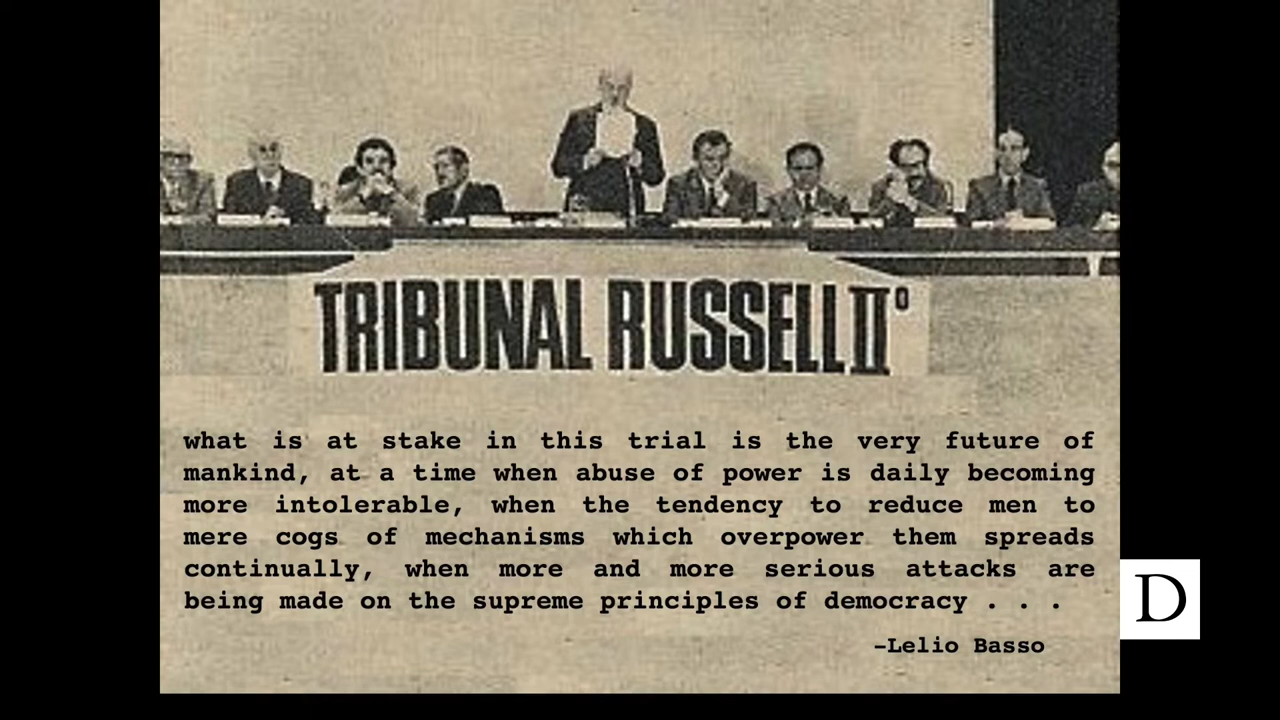 TRIBUNAL RUSSELL IIº
what is at stake in this trial is the very future of
mankind, at a time when abuse of power is daily becoming
more intolerable, when the tendency to reduce men to
mere cogs of mechanisms which overpower them spreads
continually, when more and more serious attacks are
being made on the supreme principles of democracy . . .
–Lelio Basso
D